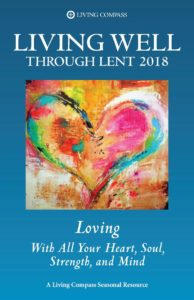 LIVING COMPASS
LIVING WELL
THROUGH LENT 2018
Loving
With All Your Heart, Soul,
Strength, and Mind
A Living Compass Seasonal Resource